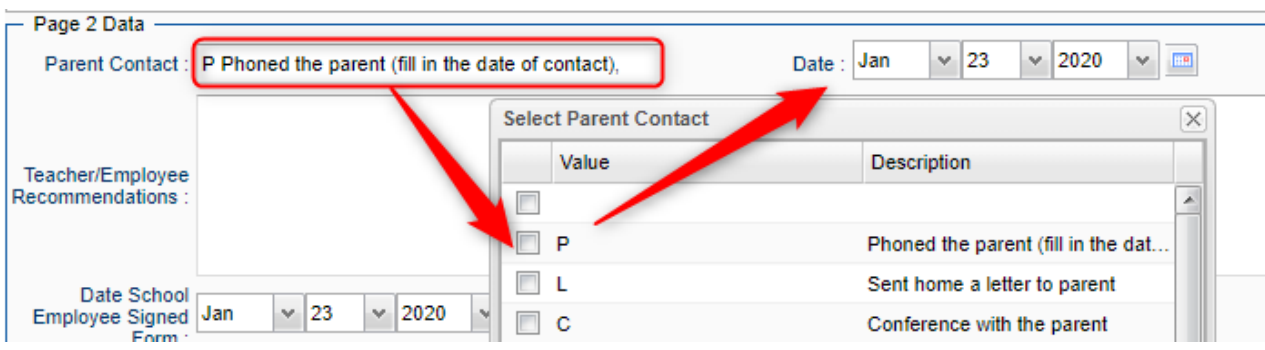 Page 2 Data
Parent Contact : P Phoned the parent (fill in the date of contact), Date : Jan 23 2020
Select Parent Contact
Value Description
Teacher/Employee
Recommendations :
P Phoned the parent (fill in the dat...
L Sent home a letter to parent
C Conference with the parent
Date School
Employee Signed
Form :
Jan 23 2020